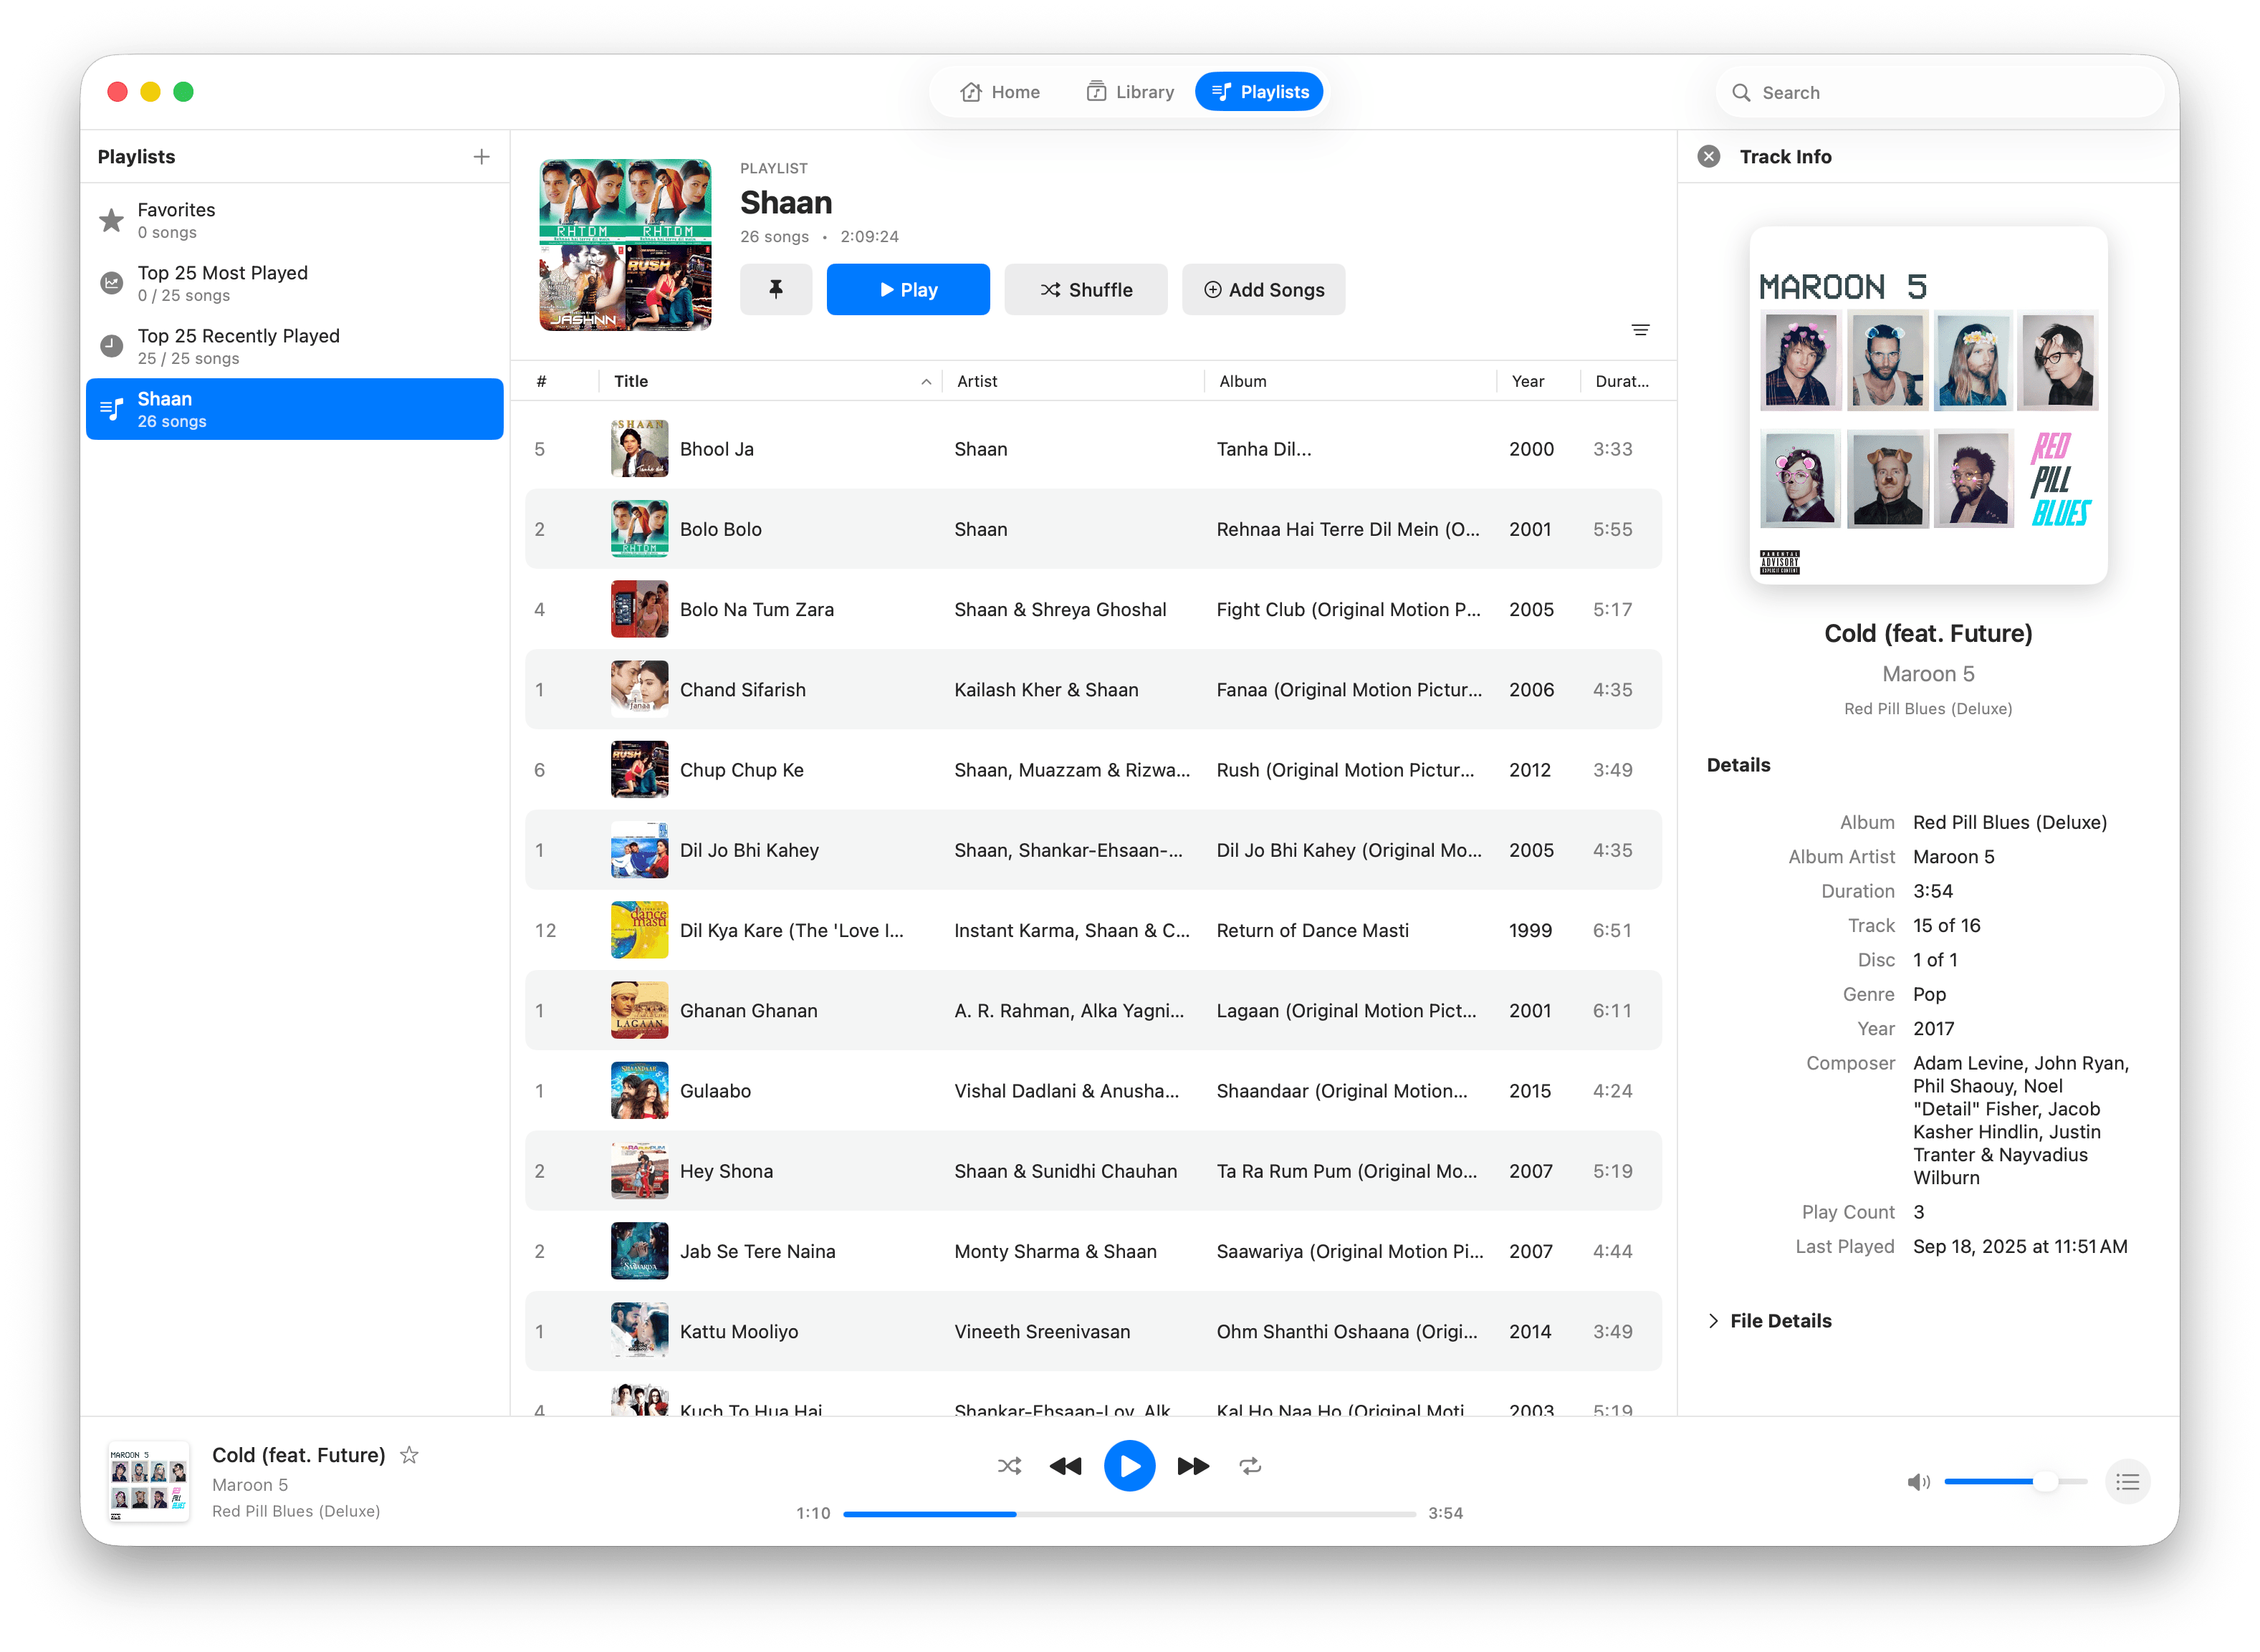 Home
Library
Playlists
Search
Playlists
Favorites
0 songs
Top 25 Most Played
0 / 25 songs
Top 25 Recently Played
25 / 25 songs
Shaan
26 songs
RHTDM
RHTDM
JASHNN
RUSH
PLAYLIST
Shaan
26 songs • 2:09:24
Play
Shuffle
Add Songs
# Title Artist Album Year Durat...
5 Bhool Ja Shaan Tanha Dil... 2000 3:33
2 Bolo Bolo Shaan Rehnaa Hai Terre Dil Mein (O... 2001 5:55
4 Bolo Na Tum Zara Shaan & Shreya Ghoshal Fight Club (Original Motion P... 2005 5:17
1 Chand Sifarish Kailash Kher & Shaan Fanaa (Original Motion Pictur... 2006 4:35
6 Chup Chup Ke Shaan, Muazzam & Rizwa... Rush (Original Motion Pictur... 2012 3:49
1 Dil Jo Bhi Kahey Shaan, Shankar-Ehsaan-... Dil Jo Bhi Kahey (Original Mo... 2005 4:35
12 Dil Kya Kare (The 'Love I... Instant Karma, Shaan & C... Return of Dance Masti 1999 6:51
1 Ghanan Ghanan A. R. Rahman, Alka Yagni... Lagaan (Original Motion Pict... 2001 6:11
1 Gulaabo Vishal Dadlani & Anusha... Shaandaar (Original Motion... 2015 4:24
2 Hey Shona Shaan & Sunidhi Chauhan Ta Ra Rum Pum (Original Mo... 2007 5:19
2 Jab Se Tere Naina Monty Sharma & Shaan Saawariya (Original Motion Pi... 2007 4:44
1 Kattu Mooliyo Vineeth Sreenivasan Ohm Shanthi Oshaana (Origi... 2014 3:49
4 Kuch To Hua Hai Shankar-Ehsaan-Loy, Alk... Kal Ho Naa Ho (Original Moti... 2003 5:19
Track Info
MAROON 5
RED
PILL
BLUES
PARENTAL
ADVISORY
EXPLICIT CONTENT
Cold (feat. Future)
Maroon 5
Red Pill Blues (Deluxe)
Details
Album Red Pill Blues (Deluxe)
Album Artist Maroon 5
Duration 3:54
Track 15 of 16
Disc 1 of 1
Genre Pop
Year 2017
Composer Adam Levine, John Ryan,
Phil Shaouy, Noel
"Detail" Fisher, Jacob
Kasher Hindlin, Justin
Tranter & Nayvadius
Wilburn
Play Count 3
Last Played Sep 18, 2025 at 11:51 AM
File Details
MAROON 5
RED
PILL
BLUES
Cold (feat. Future)
Maroon 5
Red Pill Blues (Deluxe)
1:10
3:54